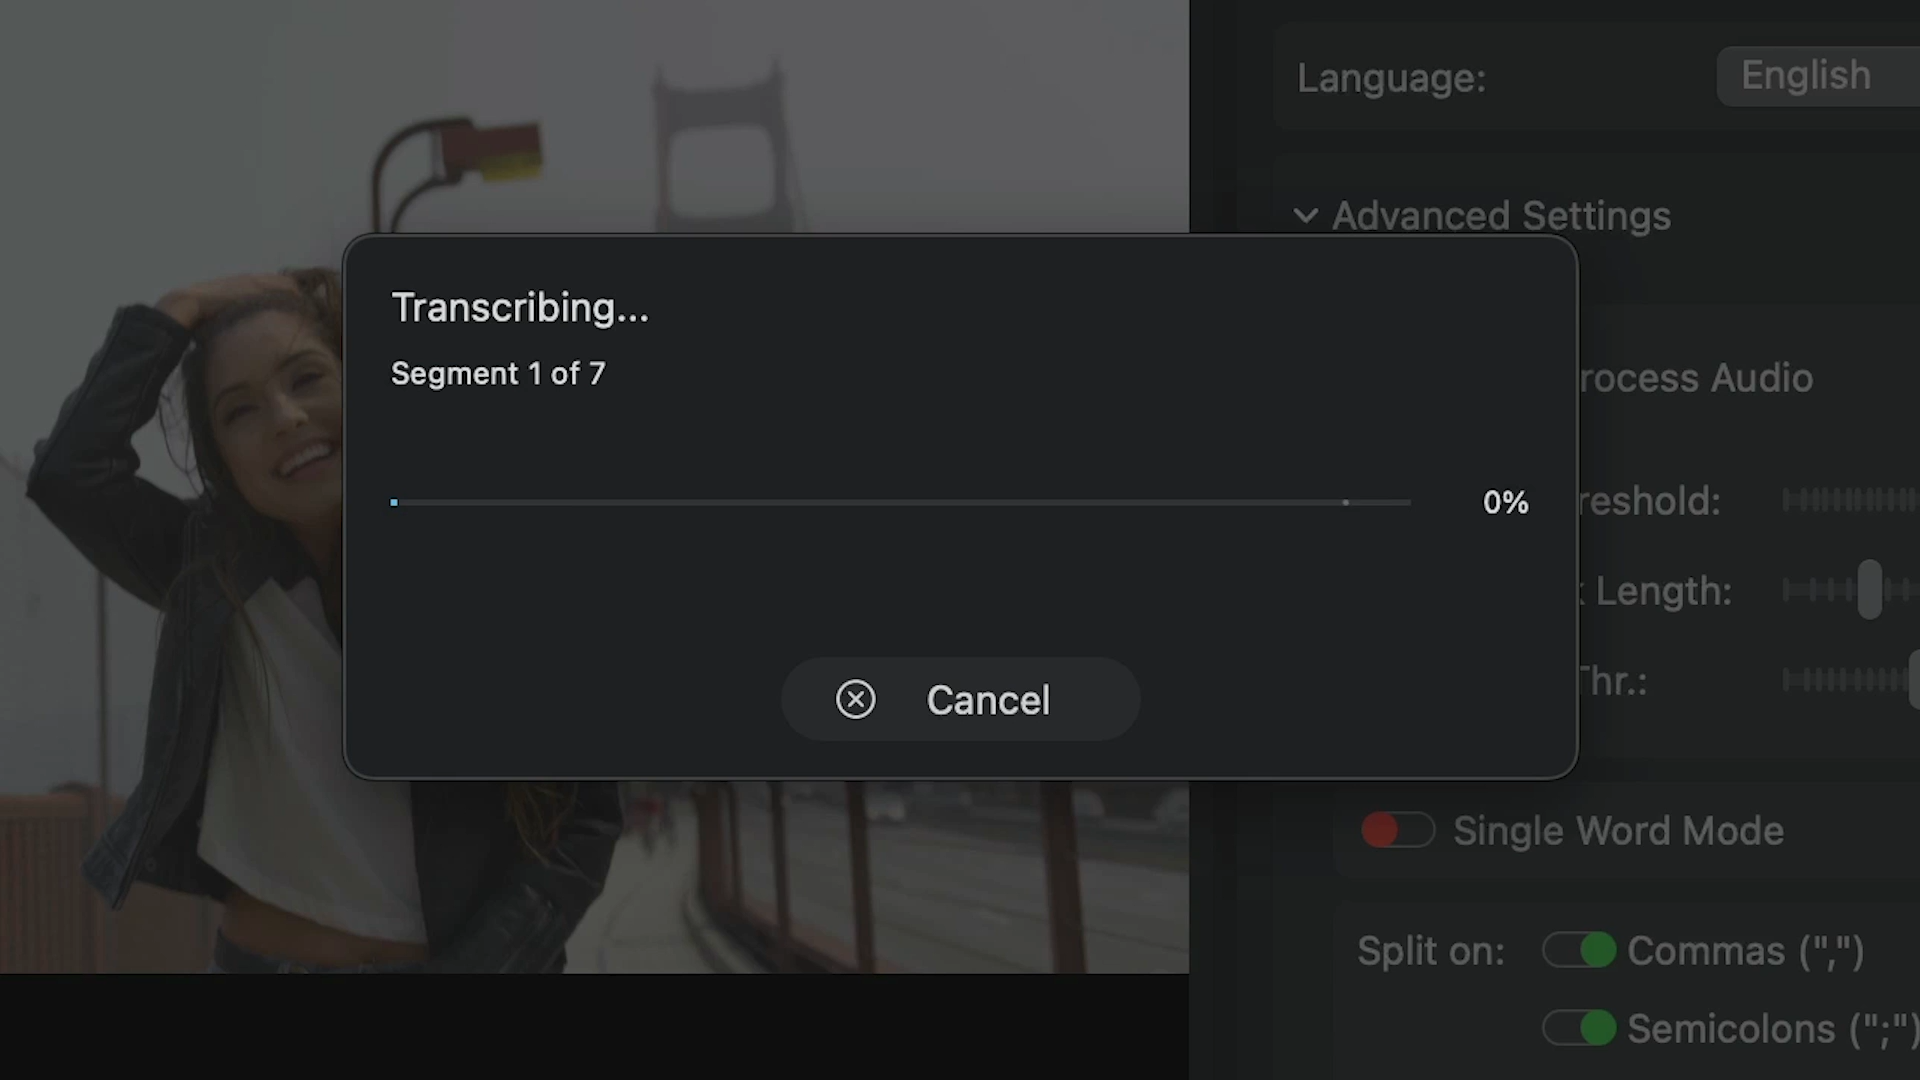 Language:
English
Advanced Settings
Transcribing...
Segment 1 of 7
rocess Audio
0%
reshold:
Length:
Thr.:
Cancel
Single Word Mode
Split on:
Commas (",")
Semicolons (";")